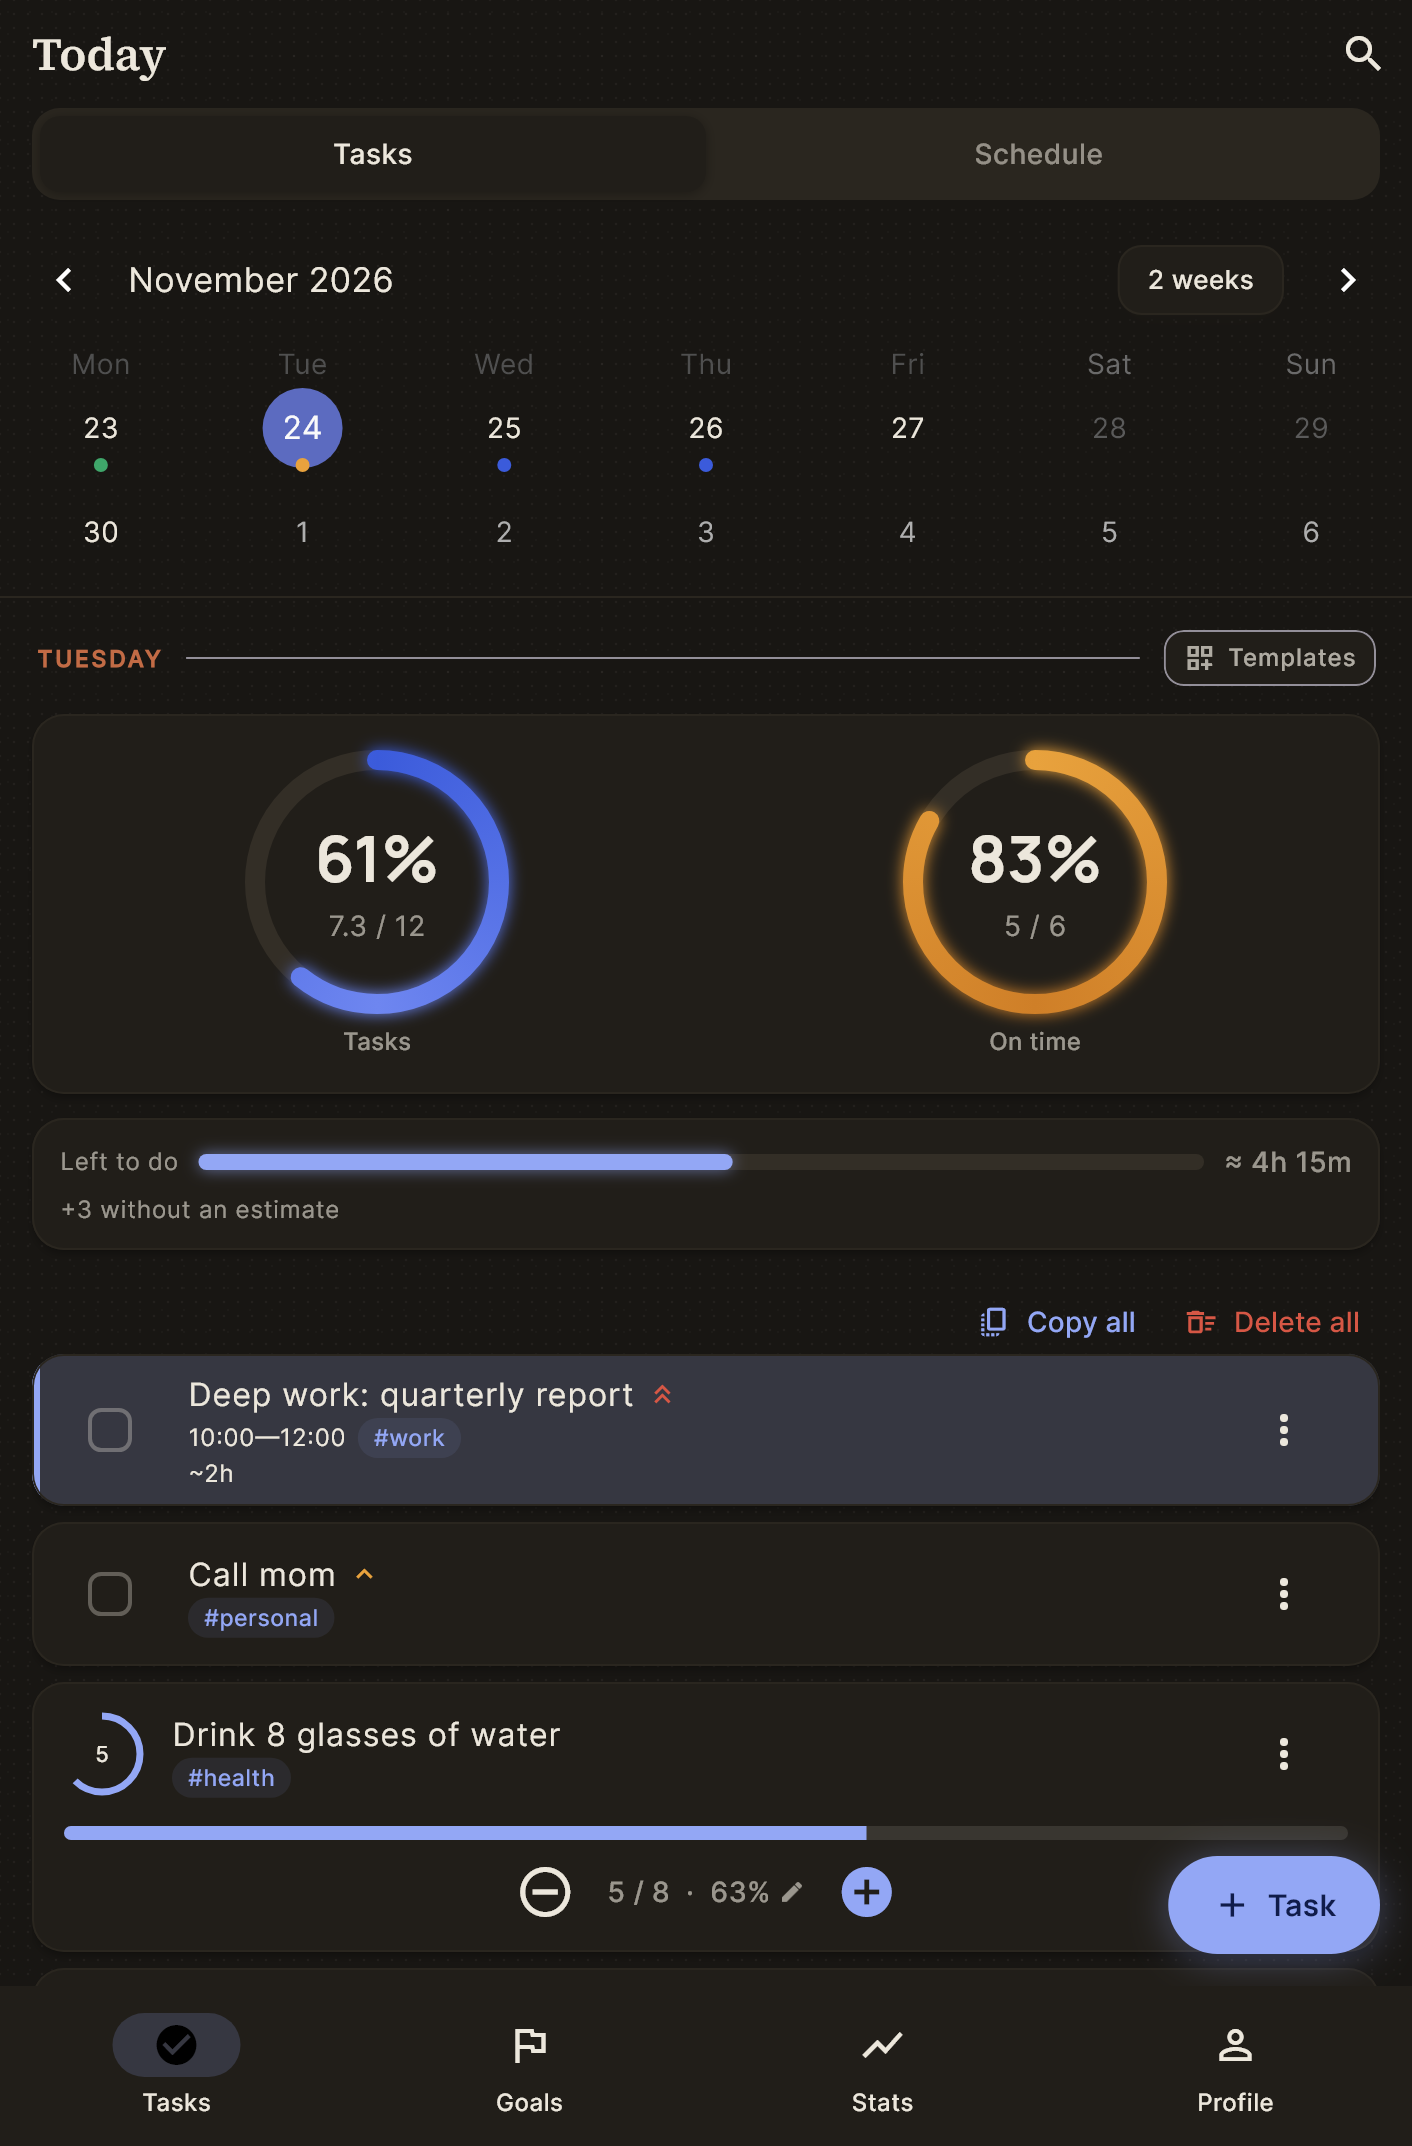 Today
Tasks
Schedule
November 2026
2 weeks
Mon Tue Wed Thu Fri Sat Sun
23 24 25 26 27 28 29
30 1 2 3 4 5 6
TUESDAY
Templates
61%
7.3 / 12
Tasks
83%
5 / 6
On time
Left to do
≈ 4h 15m
+3 without an estimate
Copy all
Delete all
Deep work: quarterly report
10:00—12:00 #work
~2h
Call mom
#personal
5
Drink 8 glasses of water
#health
5 / 8 · 63%
+ Task
Tasks
Goals
Stats
Profile